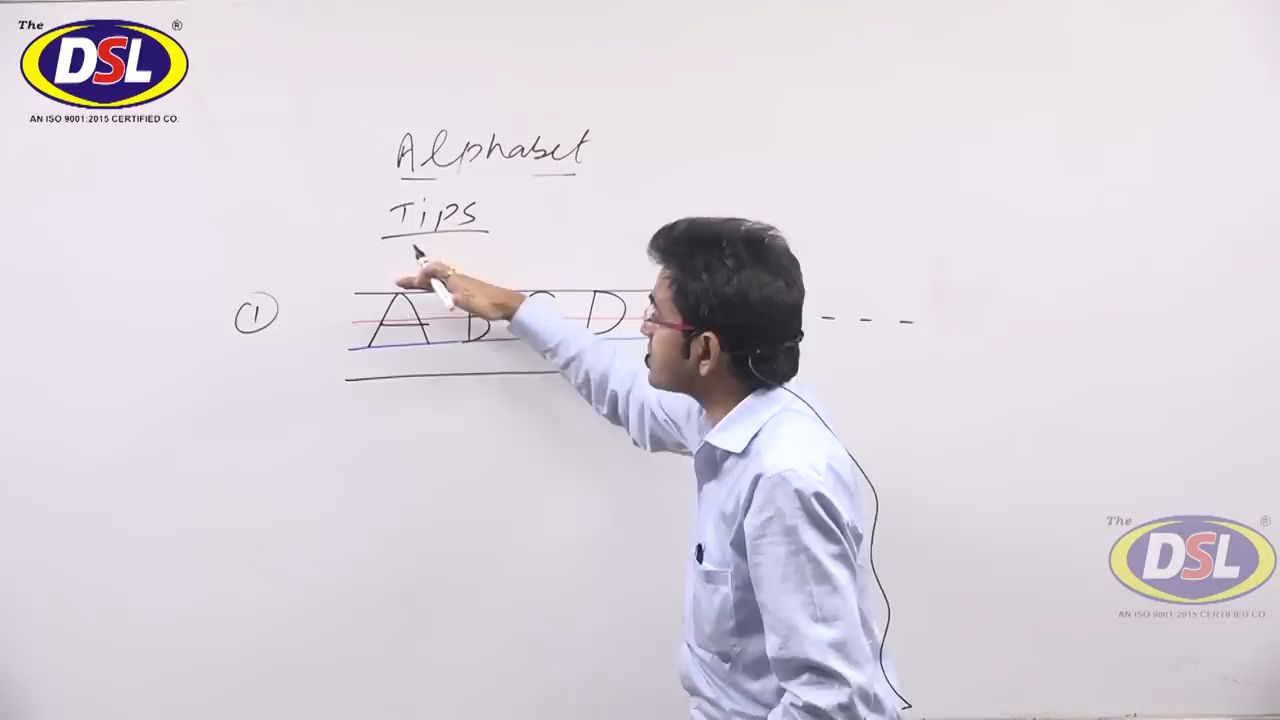 The DSL ®
AN ISO 9001:2015 CERTIFIED CO.
Alphabet
Tips
① A B C D - - -
The DSL ®
AN ISO 9001:2015 CERTIFIED CO.